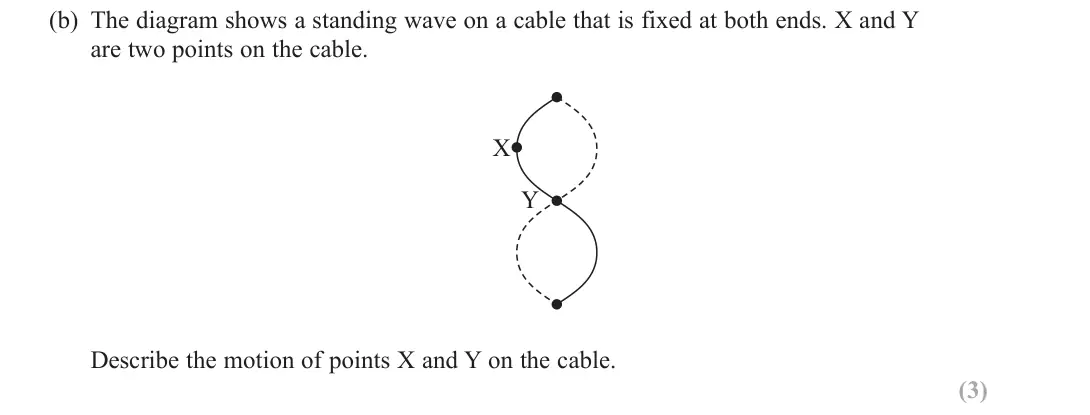 (b) The diagram shows a standing wave on a cable that is fixed at both ends. X and Y
are two points on the cable.
X
Y
Describe the motion of points X and Y on the cable.
(3)